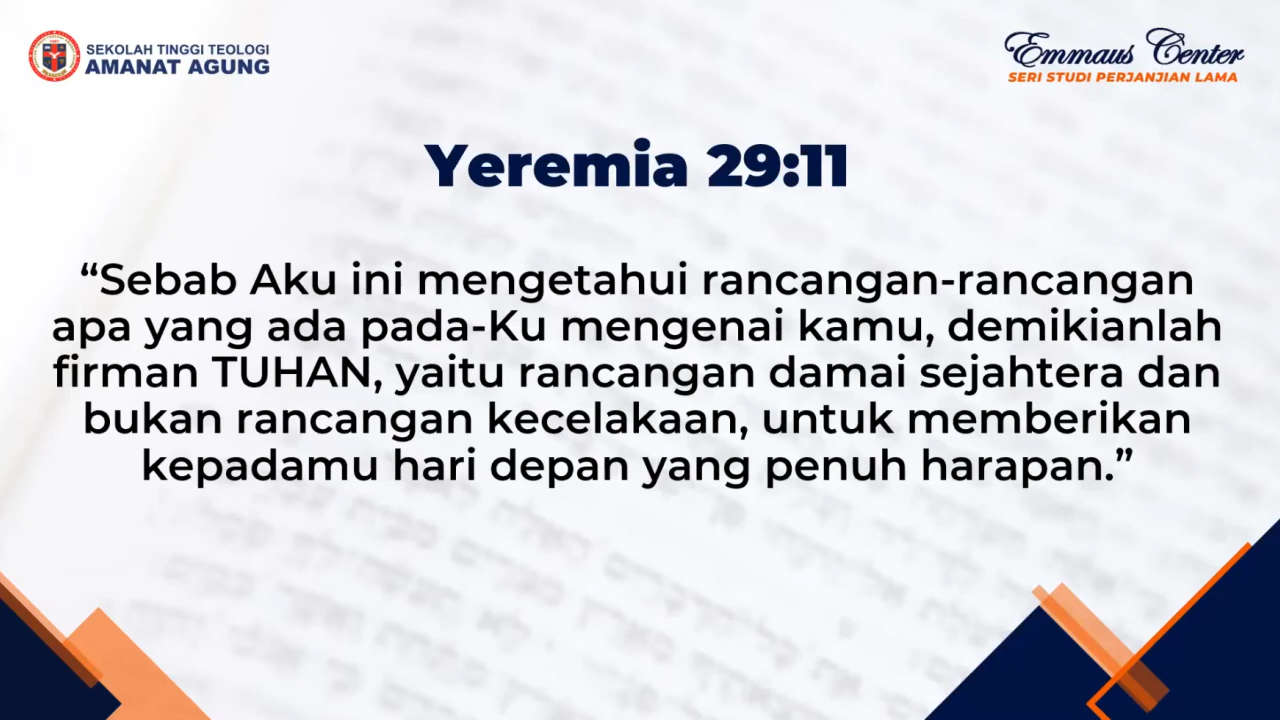 SEKOLAH TINGGI TEOLOGI
AMANAT AGUNG
Emmaus Center
SERI STUDI PERJANJIAN LAMA
Yeremia 29:11
“Sebab Aku ini mengetahui rancangan-rancangan
apa yang ada pada-Ku mengenai kamu, demikianlah
firman TUHAN, yaitu rancangan damai sejahtera dan
bukan rancangan kecelakaan, untuk memberikan
kepadamu hari depan yang penuh harapan.”